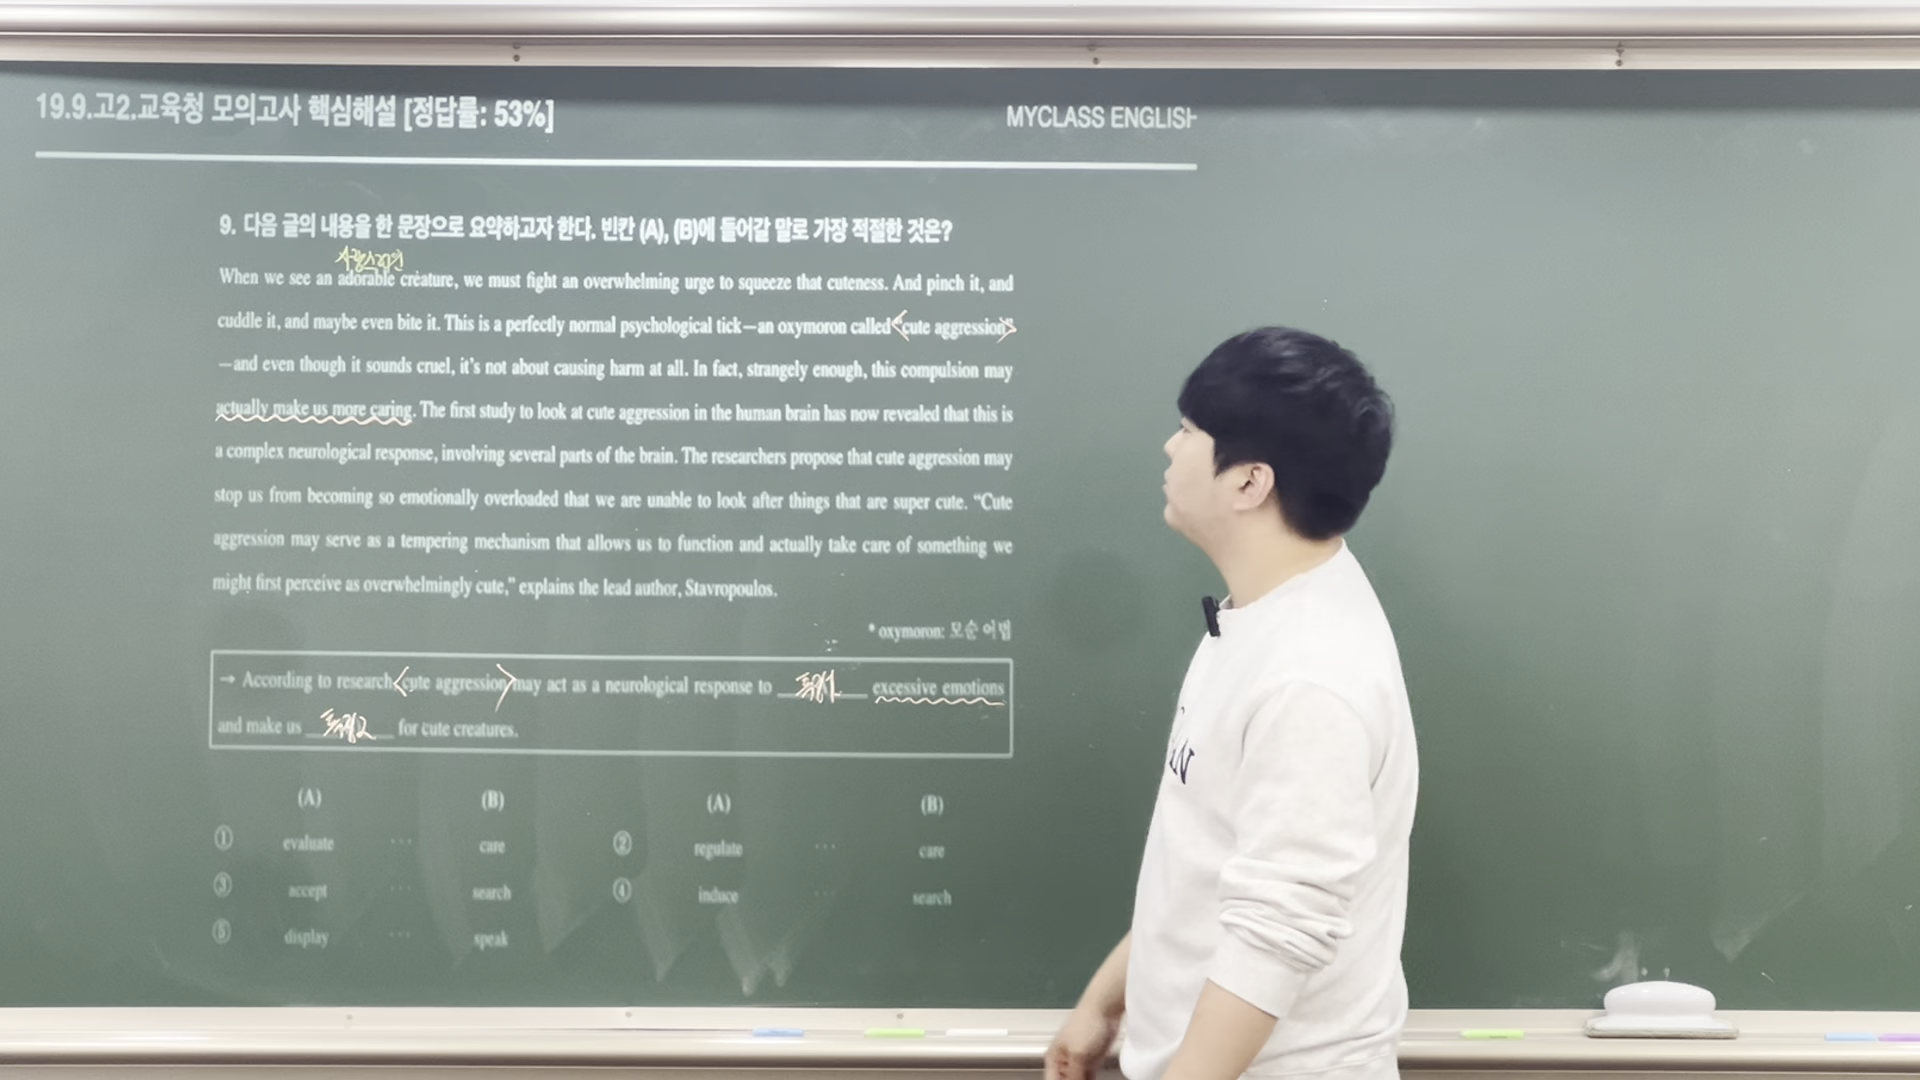 19.9.고2.교육청 모의고사 핵심해설 [정답률: 53%]
MYCLASS ENGLISH
9. 다음 글의 내용을 한 문장으로 요약하고자 한다. 빈칸 (A), (B)에 들어갈 말로 가장 적절한 것은?
사랑스러운
When we see an adorable creature, we must fight an overwhelming urge to squeeze that cuteness. And pinch it, and
cuddle it, and maybe even bite it. This is a perfectly normal psychological tick—an oxymoron called <“cute aggression”>
—and even though it sounds cruel, it’s not about causing harm at all. In fact, strangely enough, this compulsion may
actually make us more caring. The first study to look at cute aggression in the human brain has now revealed that this is
a complex neurological response, involving several parts of the brain. The researchers propose that cute aggression may
stop us from becoming so emotionally overloaded that we are unable to look after things that are super cute. “Cute
aggression may serve as a tempering mechanism that allows us to function and actually take care of something we
might first perceive as overwhelmingly cute,” explains the lead author, Stavropoulos.
* oxymoron: 모순 어법
→ According to research <cute aggression> may act as a neurological response to 특징1 excessive emotions
and make us 특징2 for cute creatures.
(A) (B) (A) (B)
① evaluate ··· care ② regulate ··· care
③ accept ··· search ④ induce ··· search
⑤ display ··· speak
AN